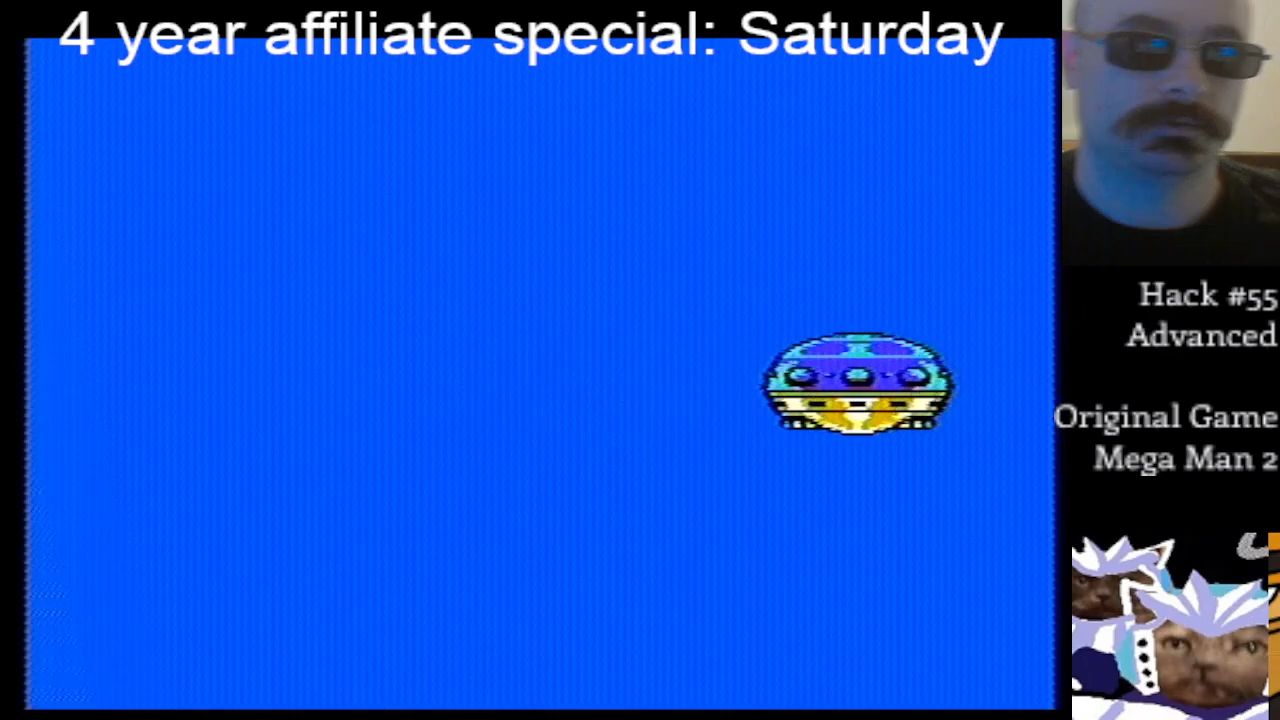 4 year affiliate special: Saturday
Hack #55
Advanced
Original Game
Mega Man 2